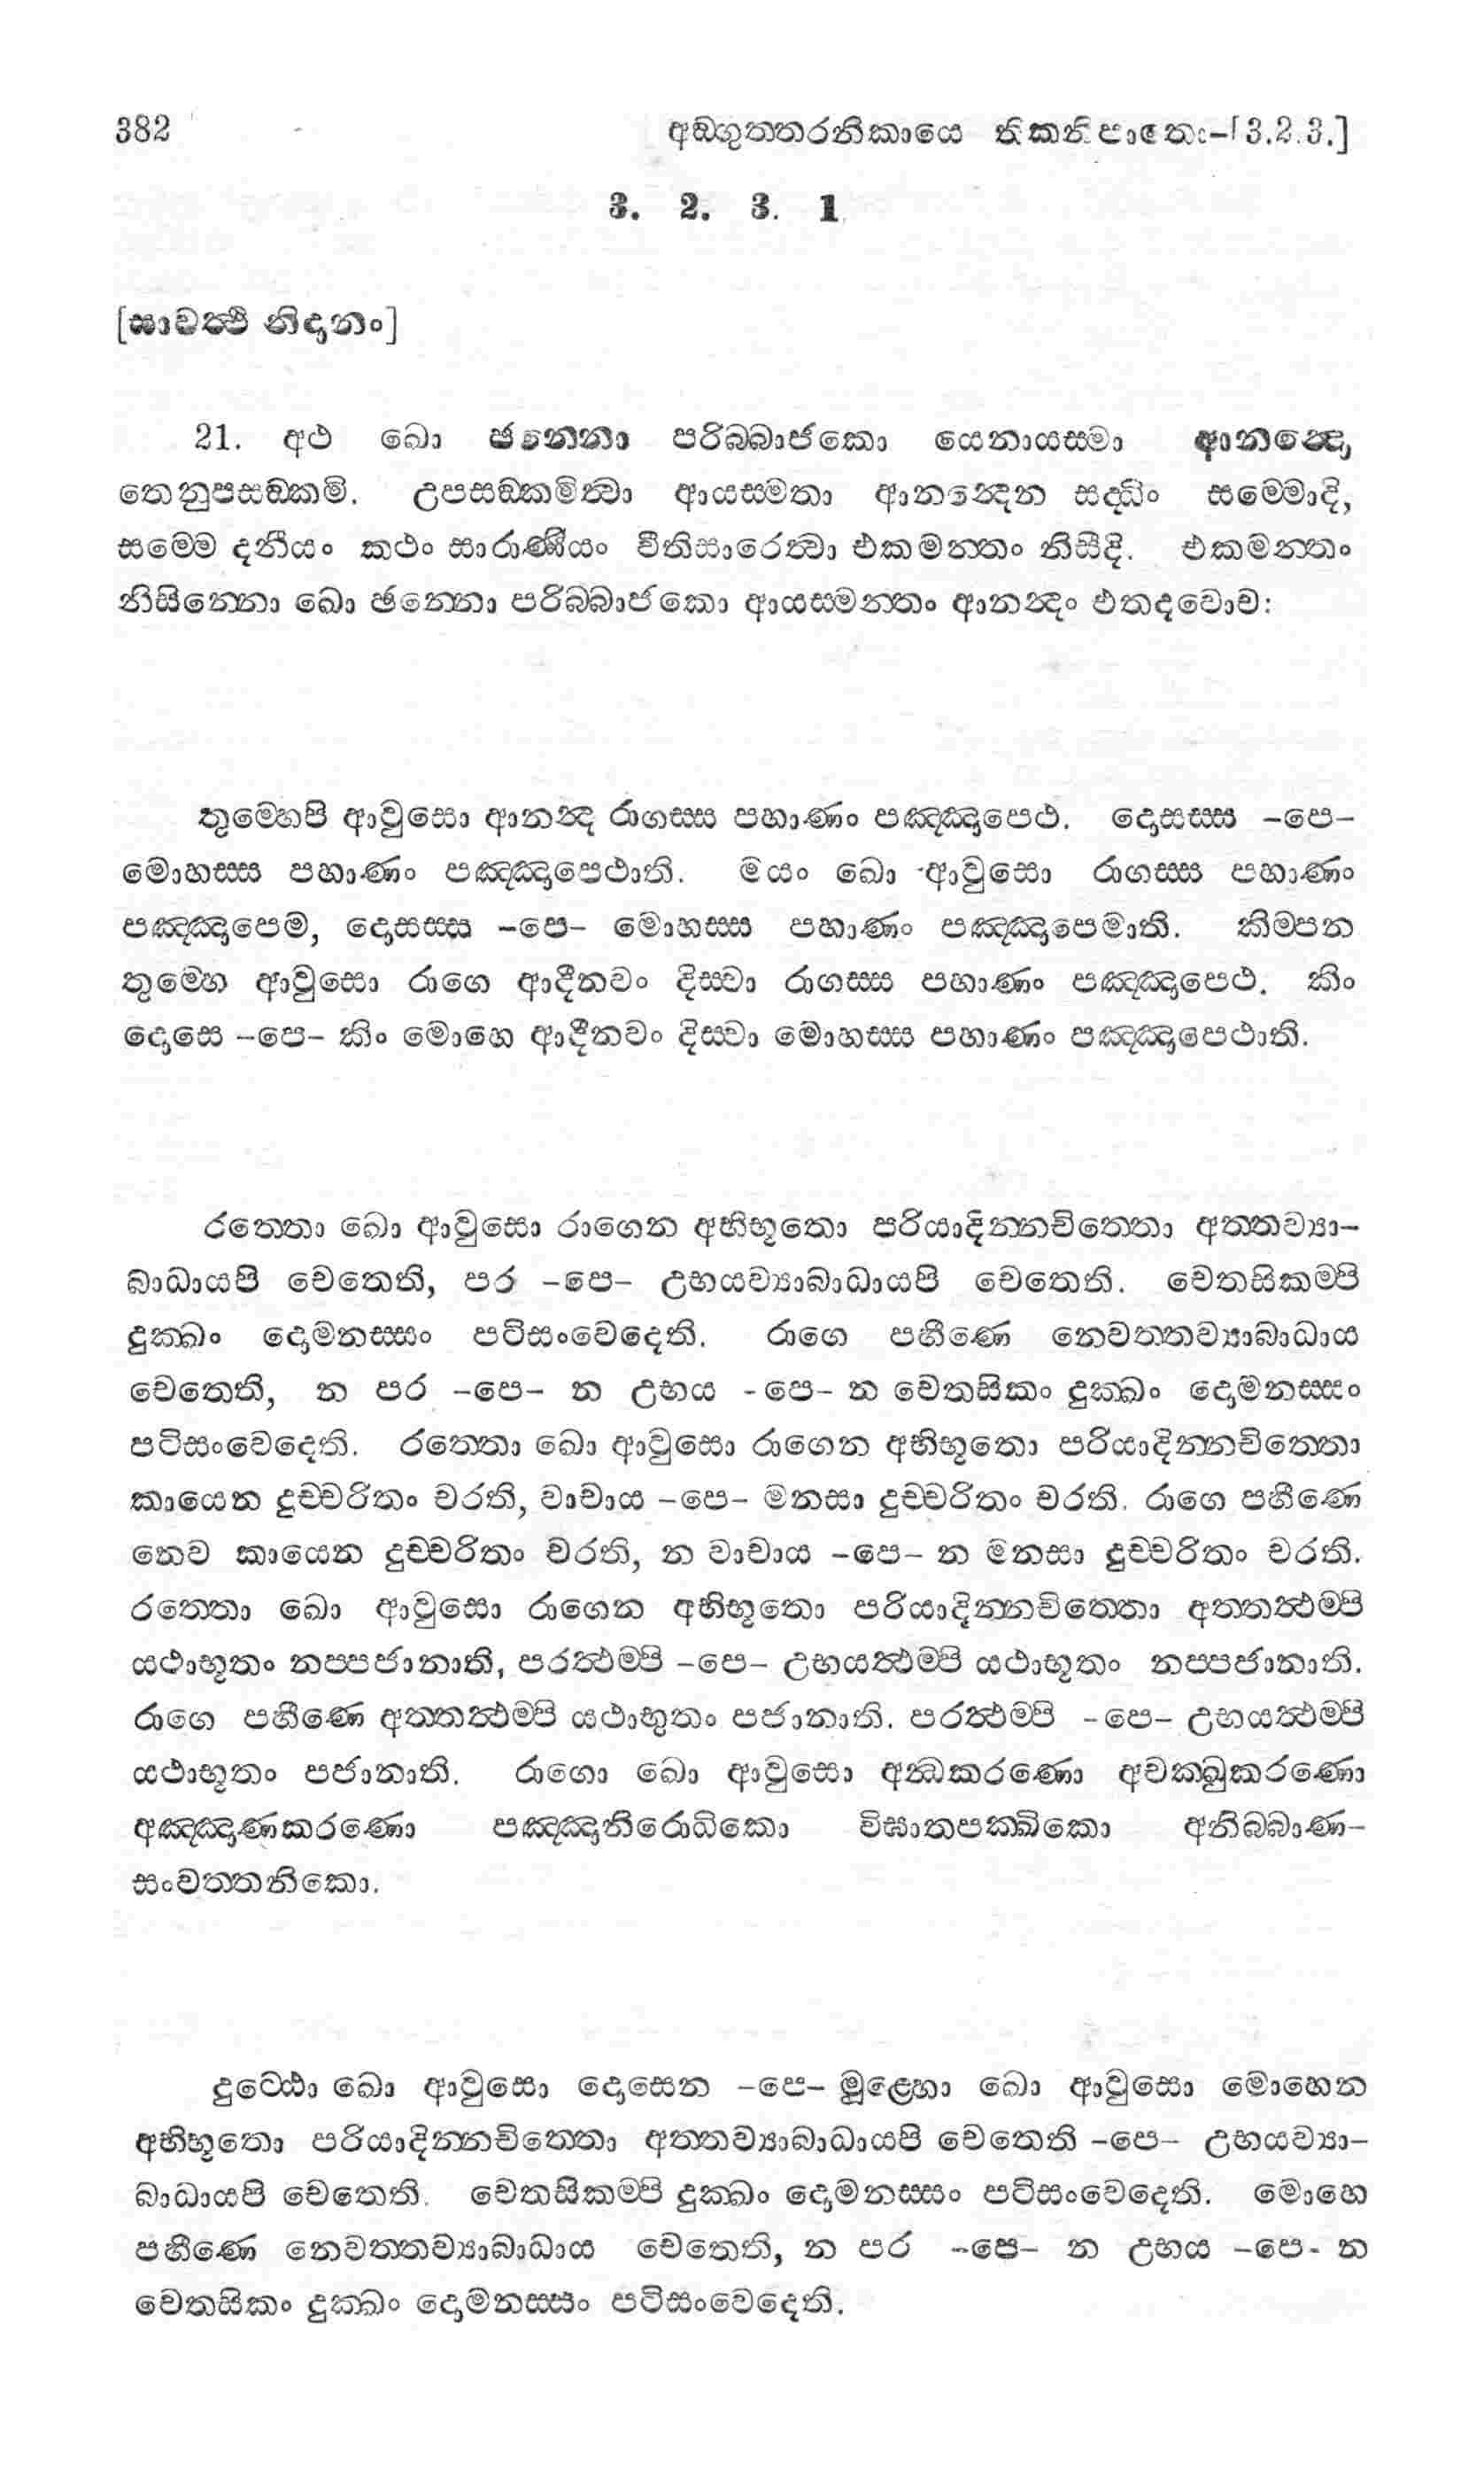 382 අඞ්ගුත්තරනිකායෙ තිකනිපාතො–[3.2.3.]
3. 2. 3. 1
[සාවත්ථි නිදානං]
21. අථ ඛො ඡන්නො පරිබ්බාජකො යෙනායස්මා ආනන්දො
තෙනුපසඞ්කමි. උපසඞ්කමිත්වා ආයස්මතා ආනන්දෙන සද්ධිං සම්මොදි,
සම්මොදනීයං කථං සාරාණීයං වීතිසාරෙත්වා එකමන්තං නිසීදි. එකමන්තං
නිසින්නො ඛො ඡන්නො පරිබ්බාජකො ආයස්මන්තං ආනන්දං එතදවොච:
තුම්හෙපි ආවුසො ආනන්ද රාගස්ස පහාණං පඤ්ඤාපෙථ. දොසස්ස –පෙ–
මොහස්ස පහාණං පඤ්ඤාපෙථාති. මයං ඛො ආවුසො රාගස්ස පහාණං
පඤ්ඤාපෙම, දොසස්ස –පෙ– මොහස්ස පහාණං පඤ්ඤාපෙමාති. කිම්පන
තුම්හෙ ආවුසො රාගෙ ආදීනවං දිස්වා රාගස්ස පහාණං පඤ්ඤාපෙථ. කිං
දොසෙ –පෙ– කිං මොහෙ ආදීනවං දිස්වා මොහස්ස පහාණං පඤ්ඤාපෙථාති.
රත්තො ඛො ආවුසො රාගෙන අභිභූතො පරියාදින්නචිත්තො අත්තව්‍යා–
බාධායපි චෙතෙති, පර –පෙ– උභයව්‍යාබාධායපි චෙතෙති. චෙතසිකම්පි
දුක්ඛං දොමනස්සං පටිසංවෙදෙති. රාගෙ පහීණෙ නෙවත්තව්‍යාබාධාය
චෙතෙති, න පර –පෙ– න උභය –පෙ– න චෙතසිකං දුක්ඛං දොමනස්සං
පටිසංවෙදෙති. රත්තො ඛො ආවුසො රාගෙන අභිභූතො පරියාදින්නචිත්තො
කායෙන දුච්චරිතං චරති, වාචාය –පෙ– මනසා දුච්චරිතං චරති. රාගෙ පහීණෙ
නෙව කායෙන දුච්චරිතං චරති, න වාචාය –පෙ– න මනසා දුච්චරිතං චරති.
රත්තො ඛො ආවුසො රාගෙන අභිභූතො පරියාදින්නචිත්තො අත්තත්ථම්පි
යථාභූතං නප්පජානාති, පරත්ථම්පි –පෙ– උභයත්ථම්පි යථාභූතං නප්පජානාති.
රාගෙ පහීණෙ අත්තත්ථම්පි යථාභුතං පජානාති. පරත්ථම්පි –පෙ– උභයත්ථම්පි
යථාභූතං පජානාති. රාගො ඛො ආවුසො අන්ධකරණො අචක්ඛුකරණො
අඤ්ඤාණකරණො පඤ්ඤානිරොධිකො විඝාතපක්ඛිකො අනිබ්බාණ–
සංවත්තනිකො.
දුට්ඨො ඛො ආවුසො දොසෙන –පෙ– මූළ්හො ඛො ආවුසො මොහෙන
අභිභූතො පරියාදින්නචිත්තො අත්තව්‍යාබාධායපි චෙතෙති –පෙ– උභයව්‍යා–
බාධායපි චෙතෙති. චෙතසිකම්පි දුක්ඛං දොමනස්සං පටිසංවෙදෙති. මොහෙ
පහීණෙ නෙවත්තව්‍යාබාධාය චෙතෙති, න පර –පෙ– න උභය –පෙ– න
චෙතසිකං දුක්ඛං දොමනස්සං පටිසංවෙදෙති.